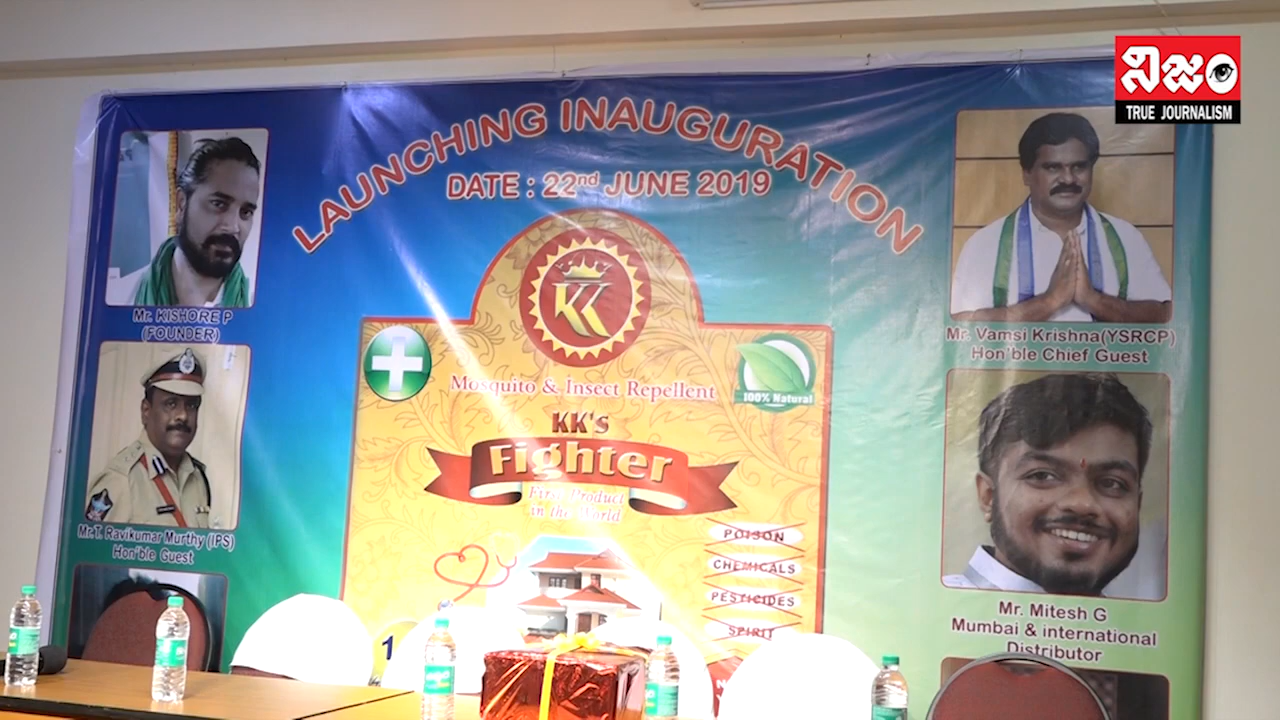 ನಿಜಂ
TRUE JOURNALISM
LAUNCHING INAUGURATION
DATE : 22nd JUNE 2019
Mr. KISHORE P
(FOUNDER)
Mr.T. Ravikumar Murthy (IPS)
Hon'ble Guest
KK
Mosquito & Insect Repellent
100% Natural
KK's
Fighter
First Product
in the World
POISON
CHEMICALS
PESTICIDES
SPIRIT
Mr. Vamsi Krishna(YSRCP)
Hon'ble Chief Guest
Mr. Mitesh G
Mumbai & international
Distributor